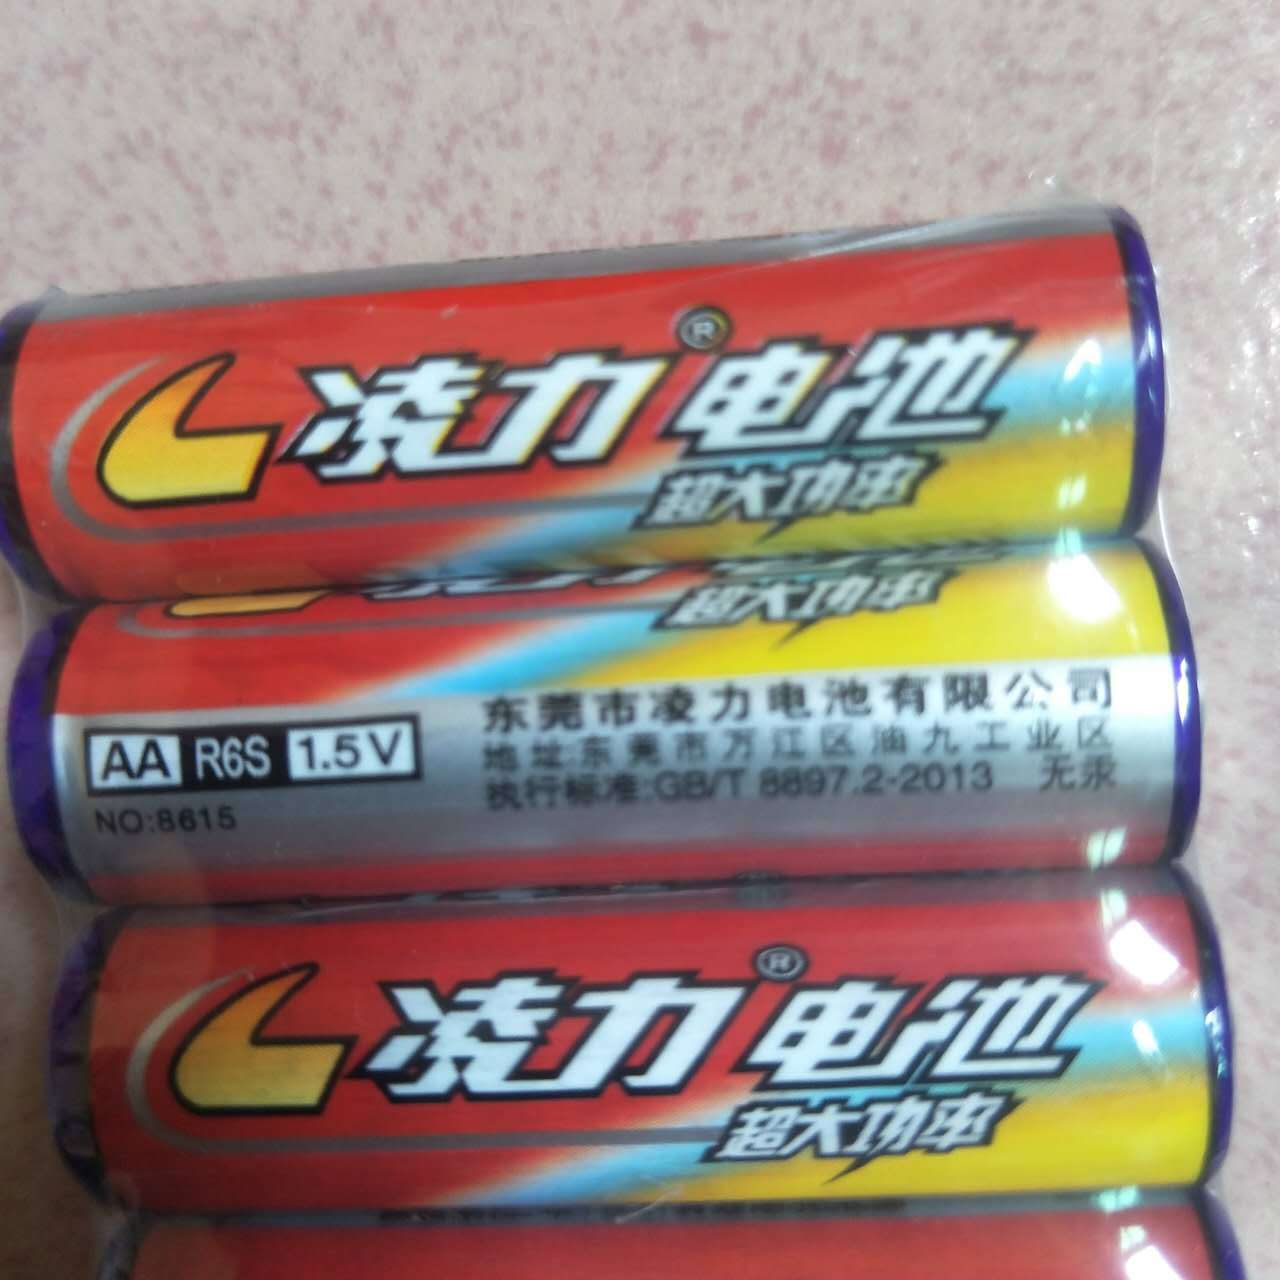 凌力®电池
超大功率
超大功率
东莞市凌力电池有限公司
AA R6S 1.5V
地址:东莞市万江区油九工业区
执行标准:GB/T 8897.2-2013 无汞
NO:8615
凌力®电池
超大功率